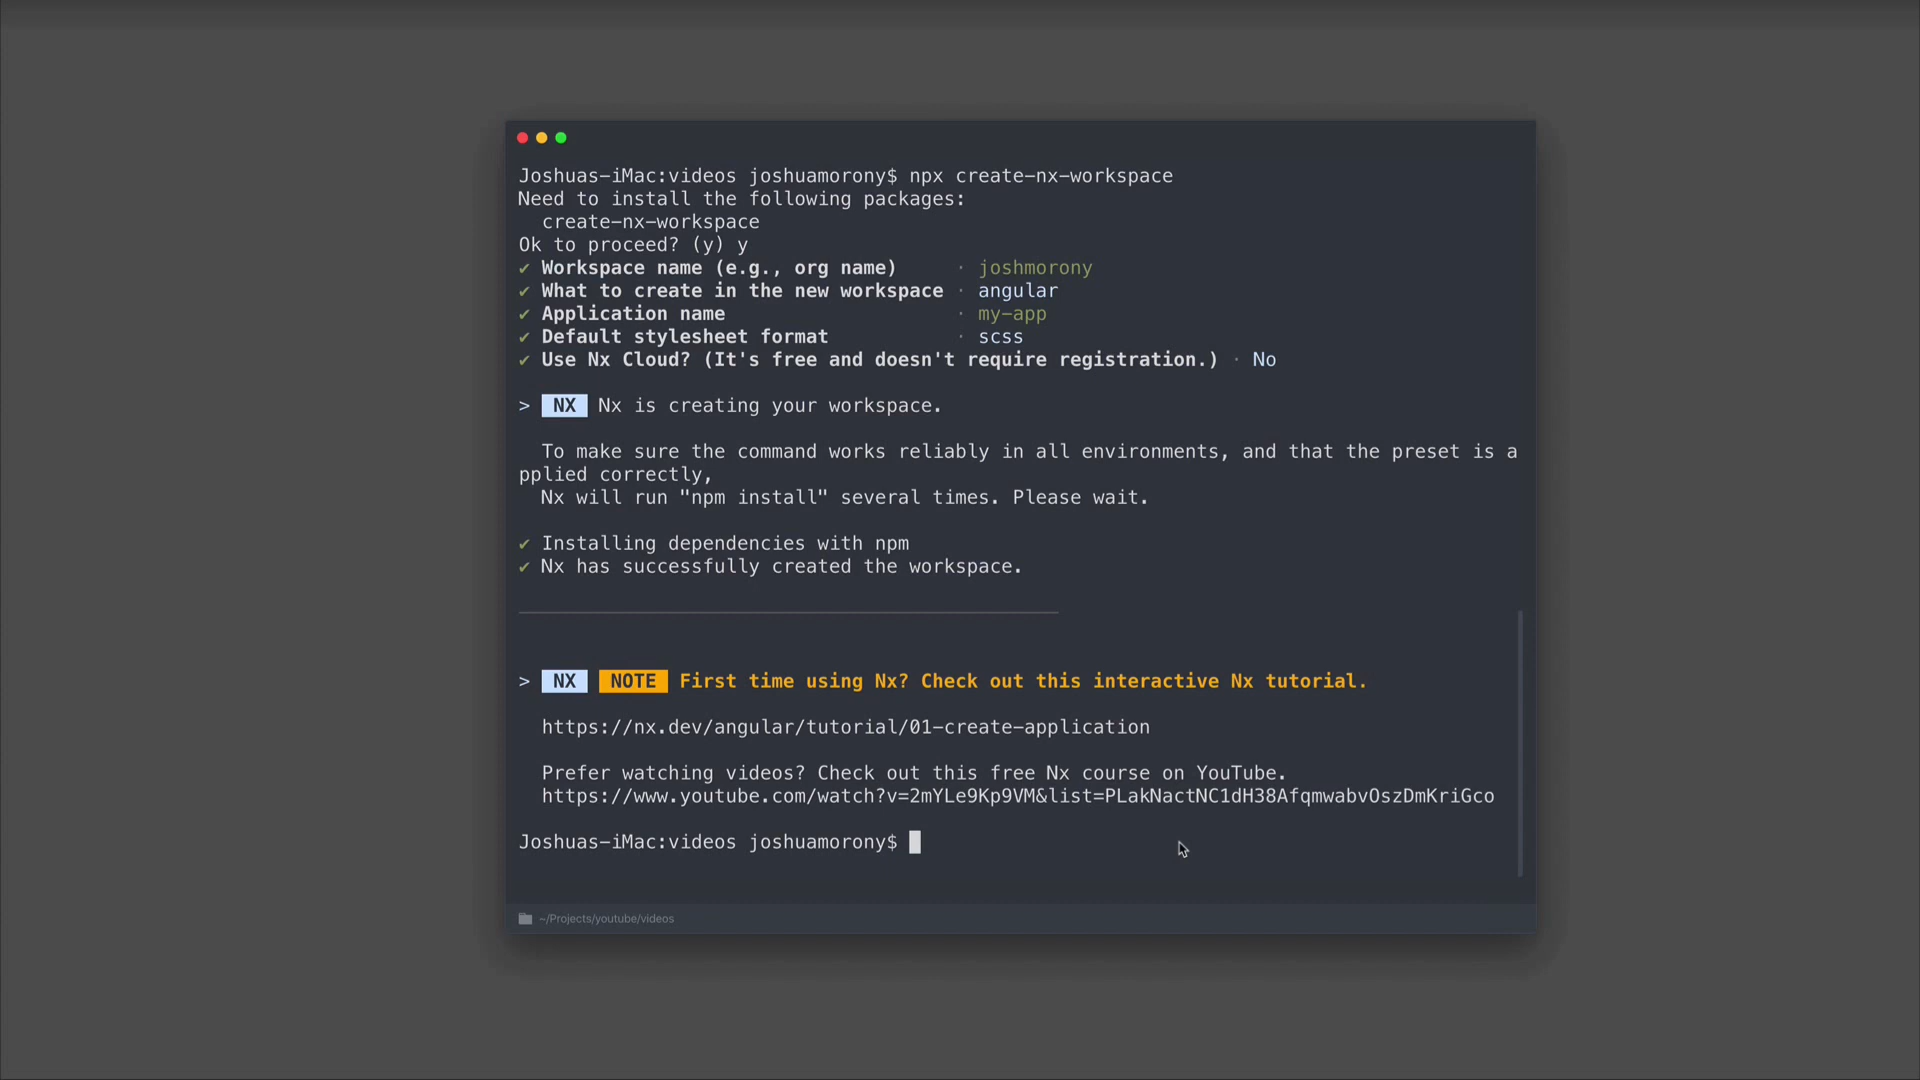 Joshuas-iMac:videos joshuamorony$ npx create-nx-workspace
Need to install the following packages:
create-nx-workspace
Ok to proceed? (y) y
✔ Workspace name (e.g., org name) · joshmorony
✔ What to create in the new workspace · angular
✔ Application name · my-app
✔ Default stylesheet format · scss
✔ Use Nx Cloud? (It's free and doesn't require registration.) · No
> NX Nx is creating your workspace.
To make sure the command works reliably in all environments, and that the preset is a
pplied correctly,
Nx will run "npm install" several times. Please wait.
✔ Installing dependencies with npm
✔ Nx has successfully created the workspace.
> NX NOTE First time using Nx? Check out this interactive Nx tutorial.
https://nx.dev/angular/tutorial/01-create-application
Prefer watching videos? Check out this free Nx course on YouTube.
https://www.youtube.com/watch?v=2mYLe9Kp9VM&list=PLakNactNC1dH38AfqmwabvOszDmKriGco
Joshuas-iMac:videos joshuamorony$
~/Projects/youtube/videos